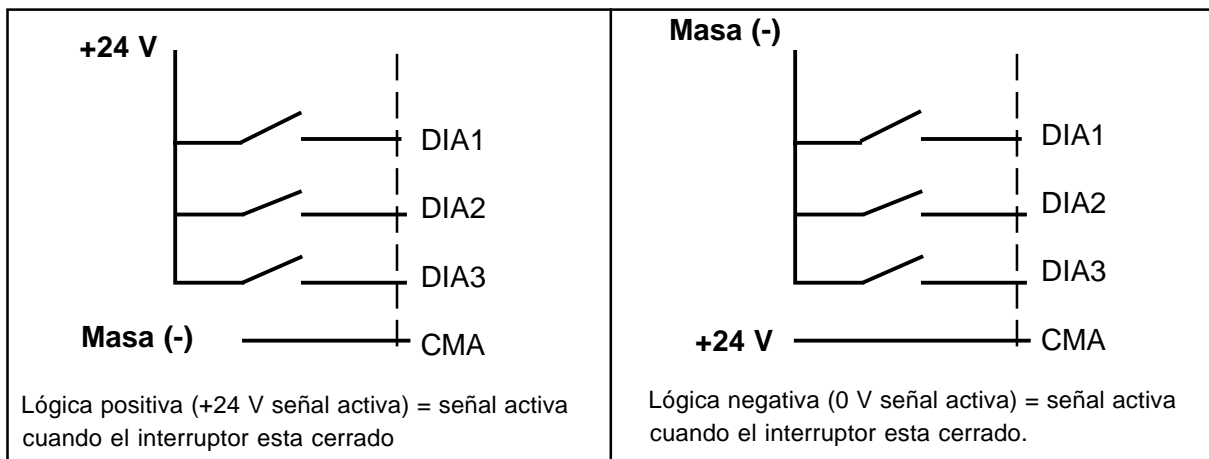 +24 V
DIA1
DIA2
DIA3
Masa (-)
CMA
Lógica positiva (+24 V señal activa) = señal activa
cuando el interruptor esta cerrado
Masa (-)
DIA1
DIA2
DIA3
+24 V
CMA
Lógica negativa (0 V señal activa) = señal activa
cuando el interruptor esta cerrado.